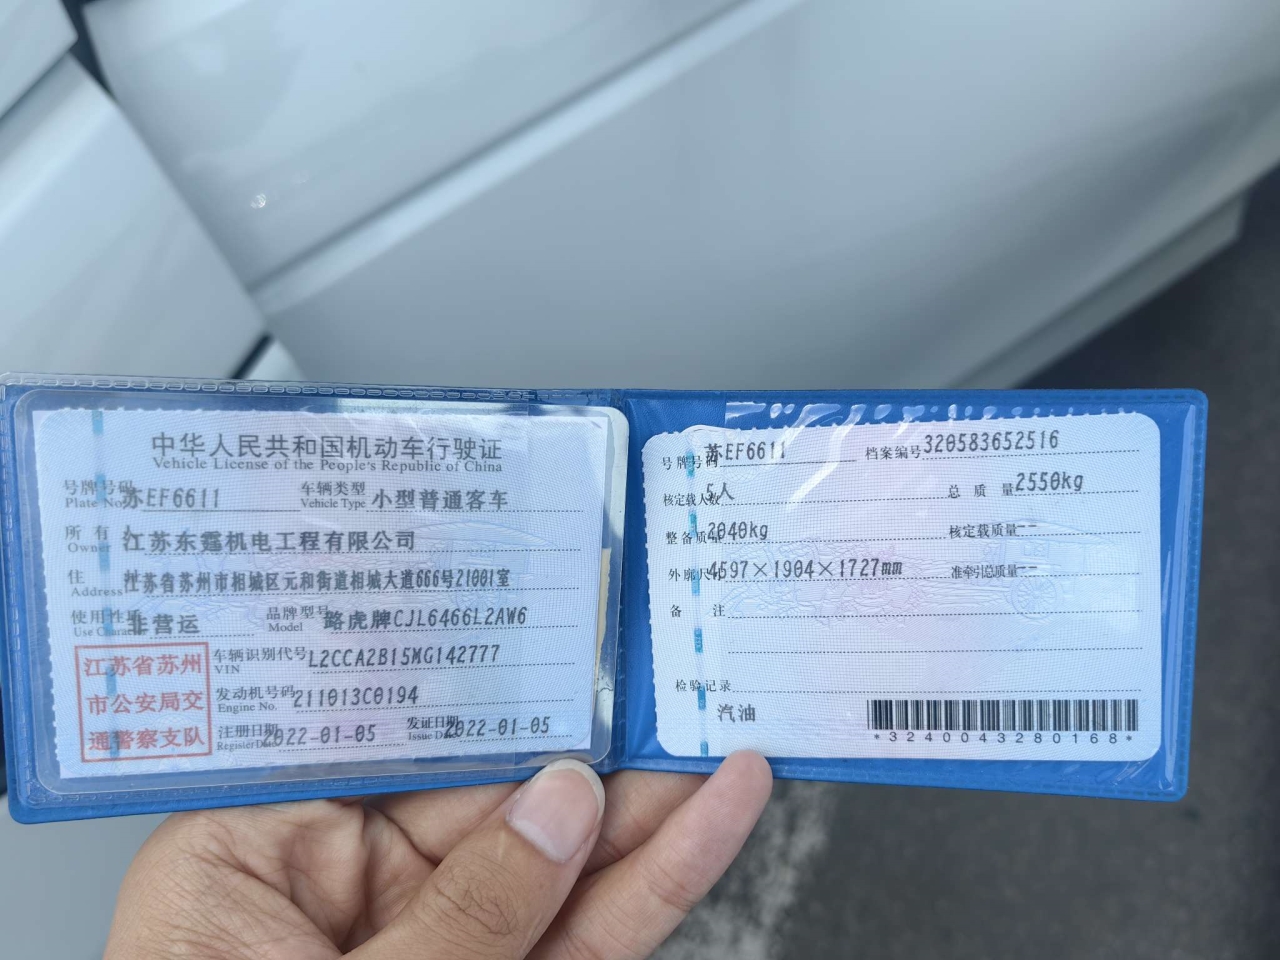 中华人民共和国机动车行驶证
Vehicle License of the People's Republic of China
号牌号码 苏EF6611 车辆类型 小型普通客车
Plate No. Vehicle Type
所有人 江苏东霆机电工程有限公司
Owner
住址 江苏省苏州市相城区元和街道相城大道666号21001室
Address
使用性质 非营运 品牌型号 路虎牌CJL6466L2AW6
Use Character Model
江苏省苏州
市公安局交
通警察支队
车辆识别代号 L2CCA2B15MG142777
VIN
发动机号码 211013C0194
Engine No.
注册日期 2022-01-05 发证日期 2022-01-05
Register Date Issue Date
号牌号码 苏EF6611 档案编号 320583652516
核定载人数 5人 总质量 2550kg
整备质量 2040kg 核定载质量 --
外廓尺寸 4597×1904×1727mm 准牵引总质量 --
备注
检验记录
汽油
*3240043280168*